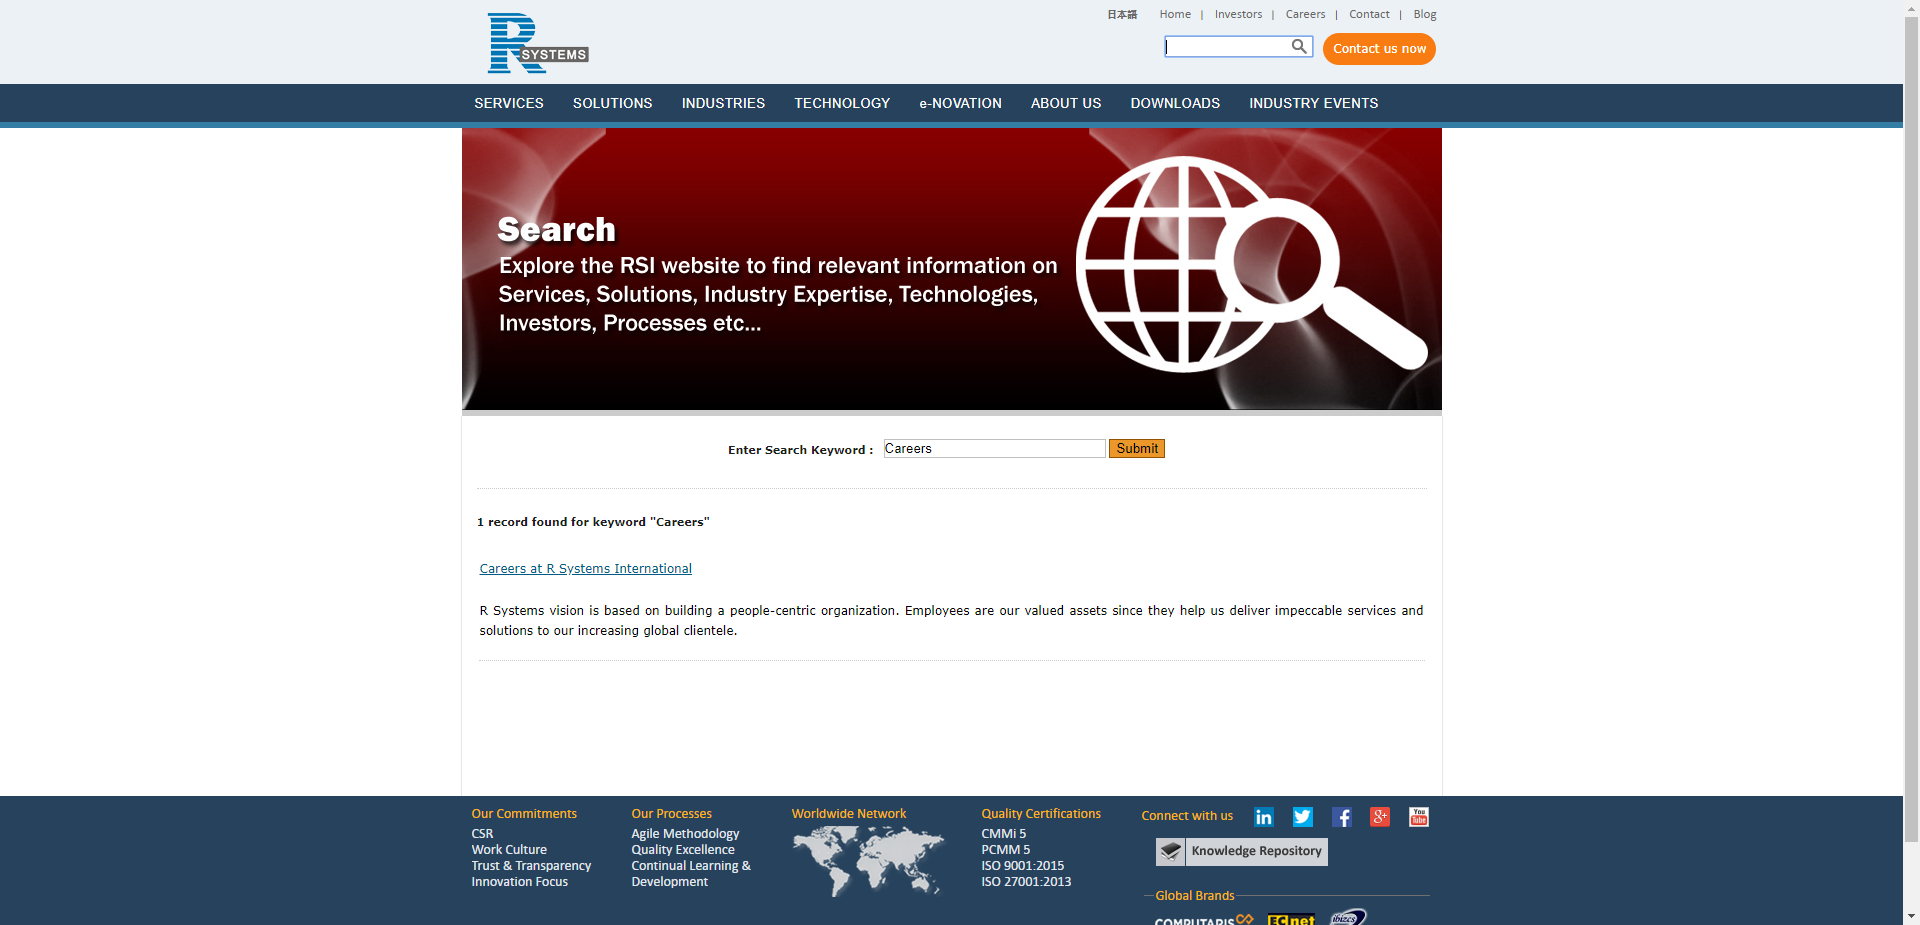 R SYSTEMS
日本語 Home | Investors | Careers | Contact | Blog
Contact us now
SERVICES SOLUTIONS INDUSTRIES TECHNOLOGY e-NOVATION ABOUT US DOWNLOADS INDUSTRY EVENTS
Search
Explore the RSI website to find relevant information on
Services, Solutions, Industry Expertise, Technologies,
Investors, Processes etc...
Enter Search Keyword : Careers Submit
1 record found for keyword "Careers"
Careers at R Systems International
R Systems vision is based on building a people-centric organization. Employees are our valued assets since they help us deliver impeccable services and
solutions to our increasing global clientele.
Our Commitments
CSR
Work Culture
Trust & Transparency
Innovation Focus
Our Processes
Agile Methodology
Quality Excellence
Continual Learning &
Development
Worldwide Network
Quality Certifications
CMMi 5
PCMM 5
ISO 9001:2015
ISO 27001:2013
Connect with us in f g+ You Tube
Knowledge Repository
Global Brands
COMPUTARIS ECnet ibizcs